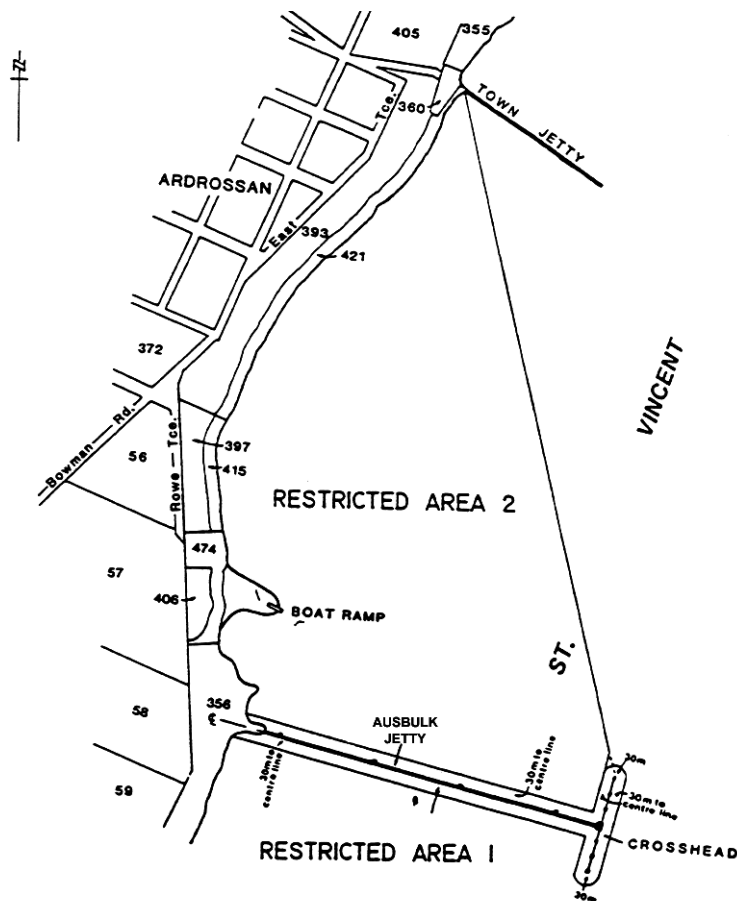 405
355
N
360
Tce.
TOWN JETTY
ARDROSSAN
East
393
421
372
VINCENT
Bowman Rd.
56
Rowe Tce.
397
415
RESTRICTED AREA 2
474
57
406
BOAT RAMP
ST.
58
356
AUSBULK
JETTY
30m to
centre line
30m to
centre line
30m
30m to
centre line
59
CROSSHEAD
RESTRICTED AREA 1
30m